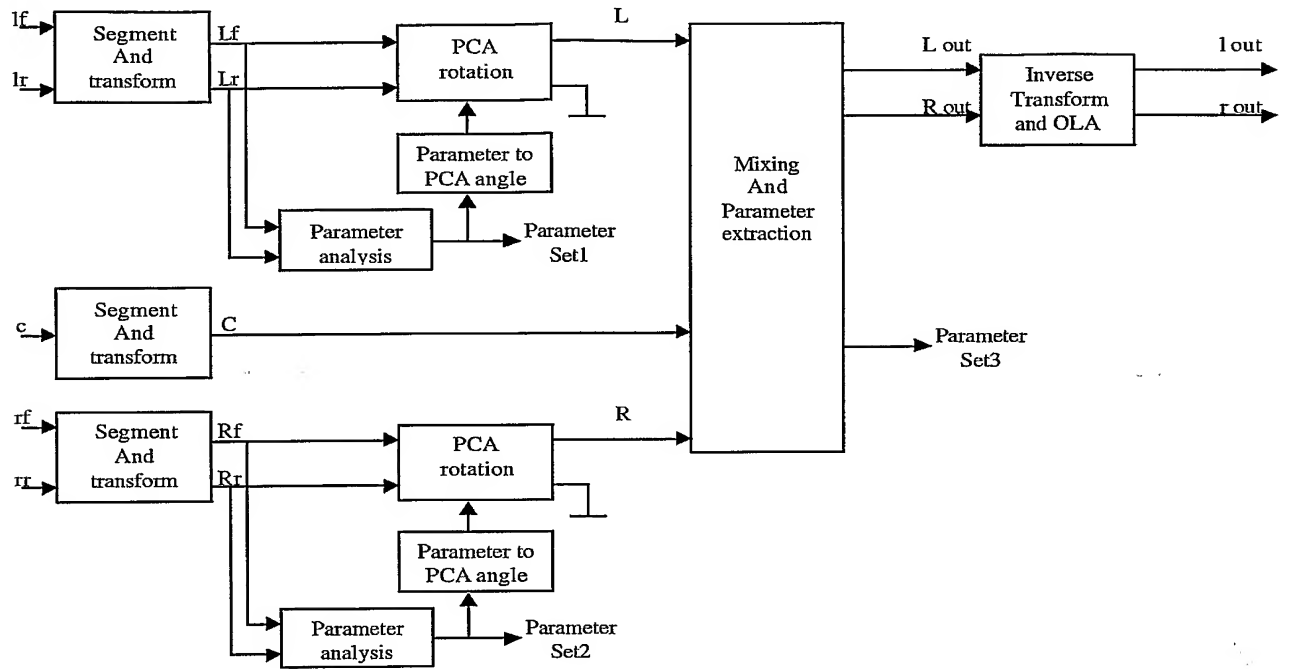 lf
lr
Segment
And
transform
Lf
Lr
PCA
rotation
L
Parameter to
PCA angle
Parameter
analysis
Parameter
Set1
c
Segment
And
transform
C
rf
rr
Segment
And
transform
Rf
Rr
PCA
rotation
R
Parameter to
PCA angle
Parameter
analysis
Parameter
Set2
Mixing
And
Parameter
extraction
L out
R out
Inverse
Transform
and OLA
l out
r out
Parameter
Set3